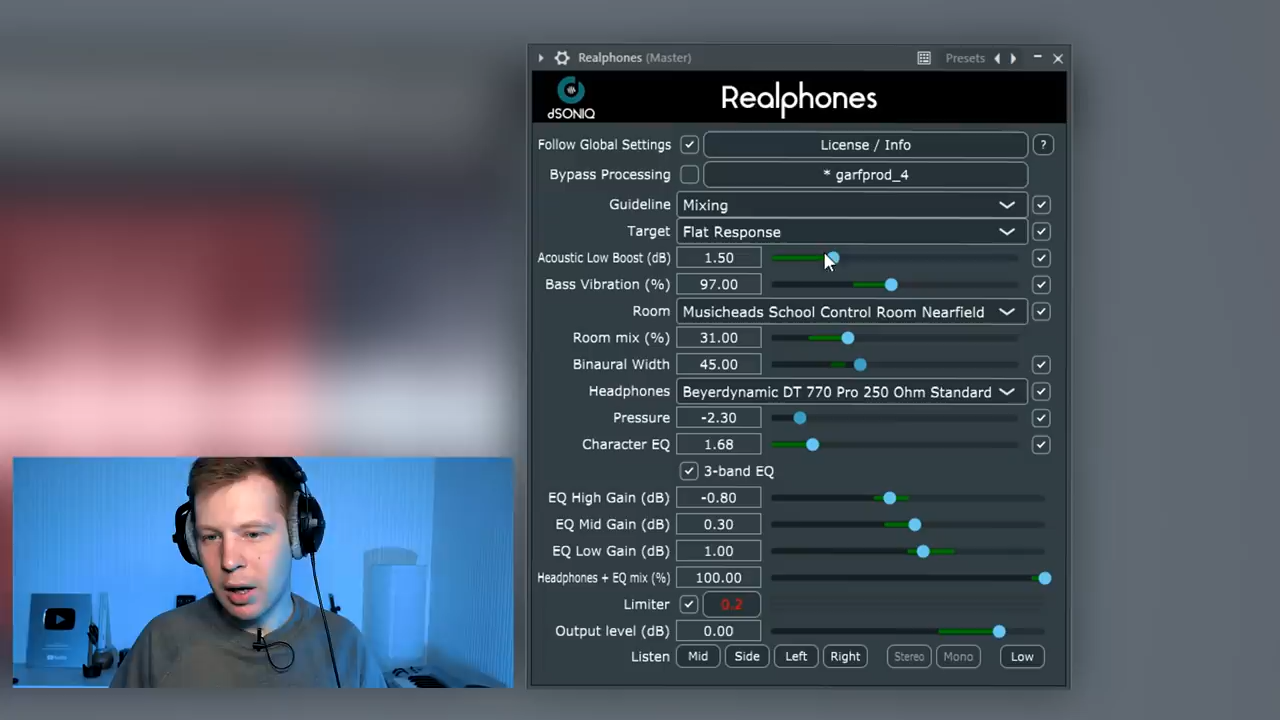 Realphones (Master)
Presets
dSONIQ
Realphones
Follow Global Settings
License / Info
?
Bypass Processing
* garfprod_4
Guideline
Mixing
Target
Flat Response
Acoustic Low Boost (dB)
1.50
Bass Vibration (%)
97.00
Room
Musicheads School Control Room Nearfield
Room mix (%)
31.00
Binaural Width
45.00
Headphones
Beyerdynamic DT 770 Pro 250 Ohm Standard
Pressure
-2.30
Character EQ
1.68
3-band EQ
EQ High Gain (dB)
-0.80
EQ Mid Gain (dB)
0.30
EQ Low Gain (dB)
1.00
Headphones + EQ mix (%)
100.00
Limiter
0.2
Output level (dB)
0.00
Listen
Mid
Side
Left
Right
Stereo
Mono
Low